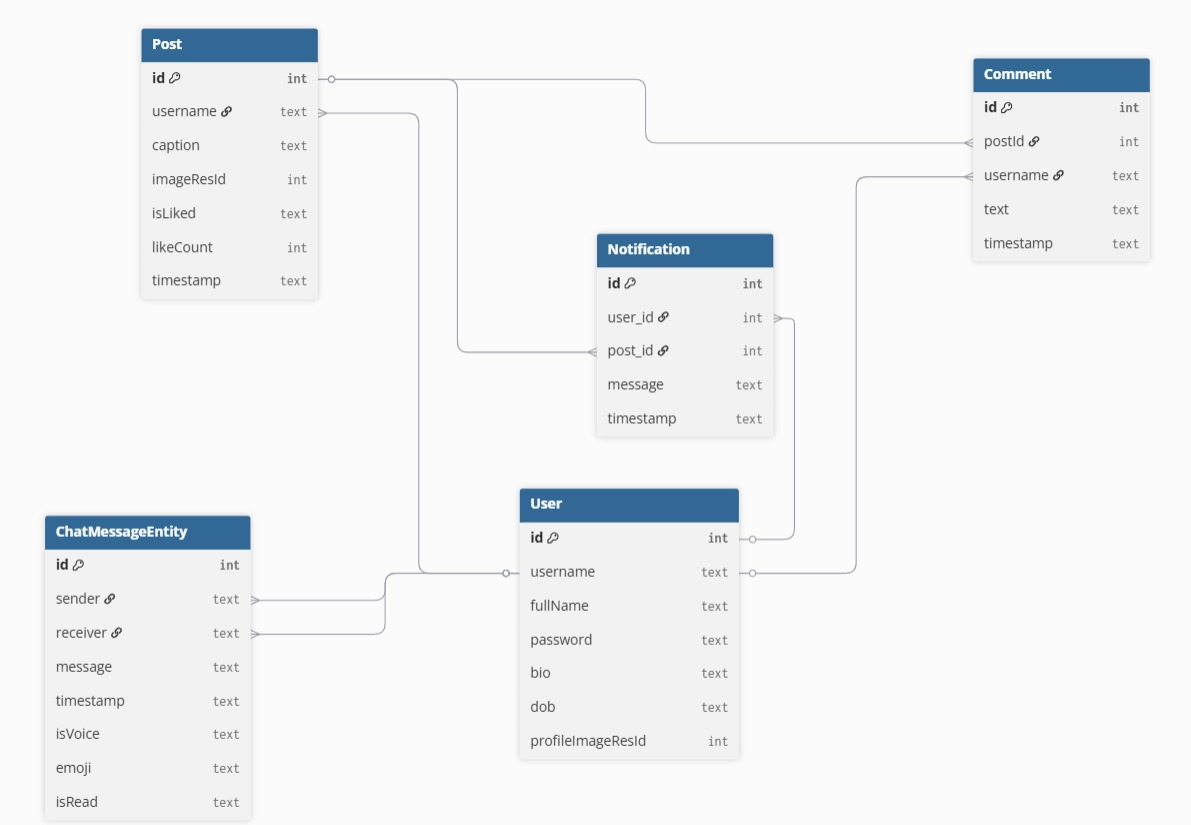 Post
id int
username text
caption text
imageResId int
isLiked text
likeCount int
timestamp text
Comment
id int
postId int
username text
text text
timestamp text
Notification
id int
user_id int
post_id int
message text
timestamp text
User
id int
username text
fullName text
password text
bio text
dob text
profileImageResId int
ChatMessageEntity
id int
sender text
receiver text
message text
timestamp text
isVoice text
emoji text
isRead text